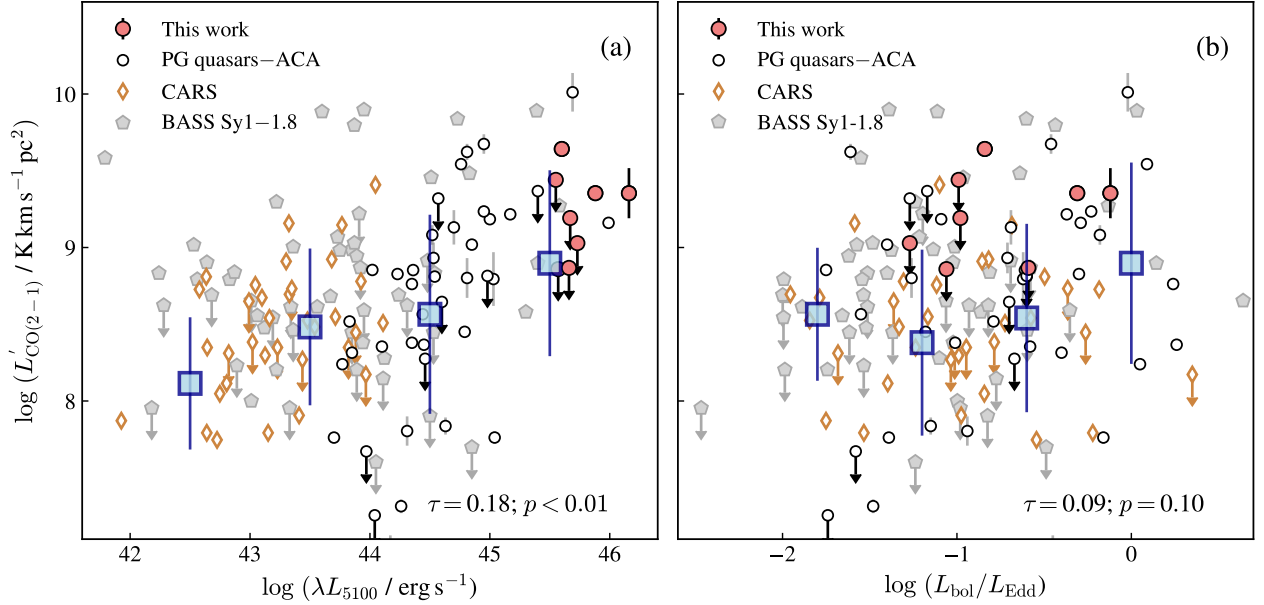 This work
PG quasars−ACA
CARS
BASS Sy1−1.8
(a)
This work
PG quasars−ACA
CARS
BASS Sy1-1.8
(b)
10
9
8
log (L′CO(2−1) / K km s⁻¹ pc²)
τ = 0.18; p < 0.01
τ = 0.09; p = 0.10
42 43 44 45 46
-2 -1 0
log (λL₅₁₀₀ / erg s⁻¹)
log (Lbol/LEdd)